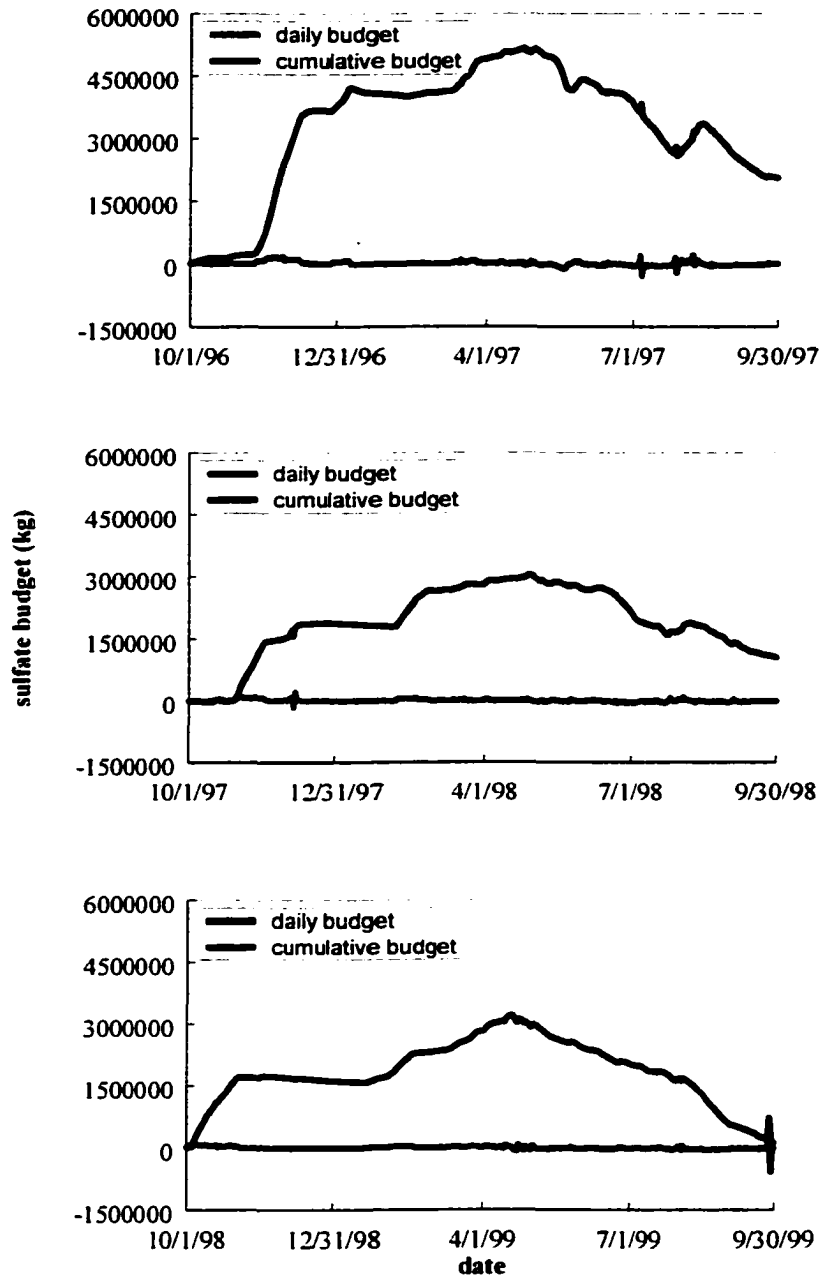 6000000
daily budget
cumulative budget
4500000
3000000
1500000
0
-1500000
10/1/96 12/31/96 4/1/97 7/1/97 9/30/97
sulfate budget (kg)
6000000
daily budget
cumulative budget
4500000
3000000
1500000
0
-1500000
10/1/97 12/31/97 4/1/98 7/1/98 9/30/98
6000000
daily budget
cumulative budget
4500000
3000000
1500000
0
-1500000
10/1/98 12/31/98 4/1/99 7/1/99 9/30/99
date